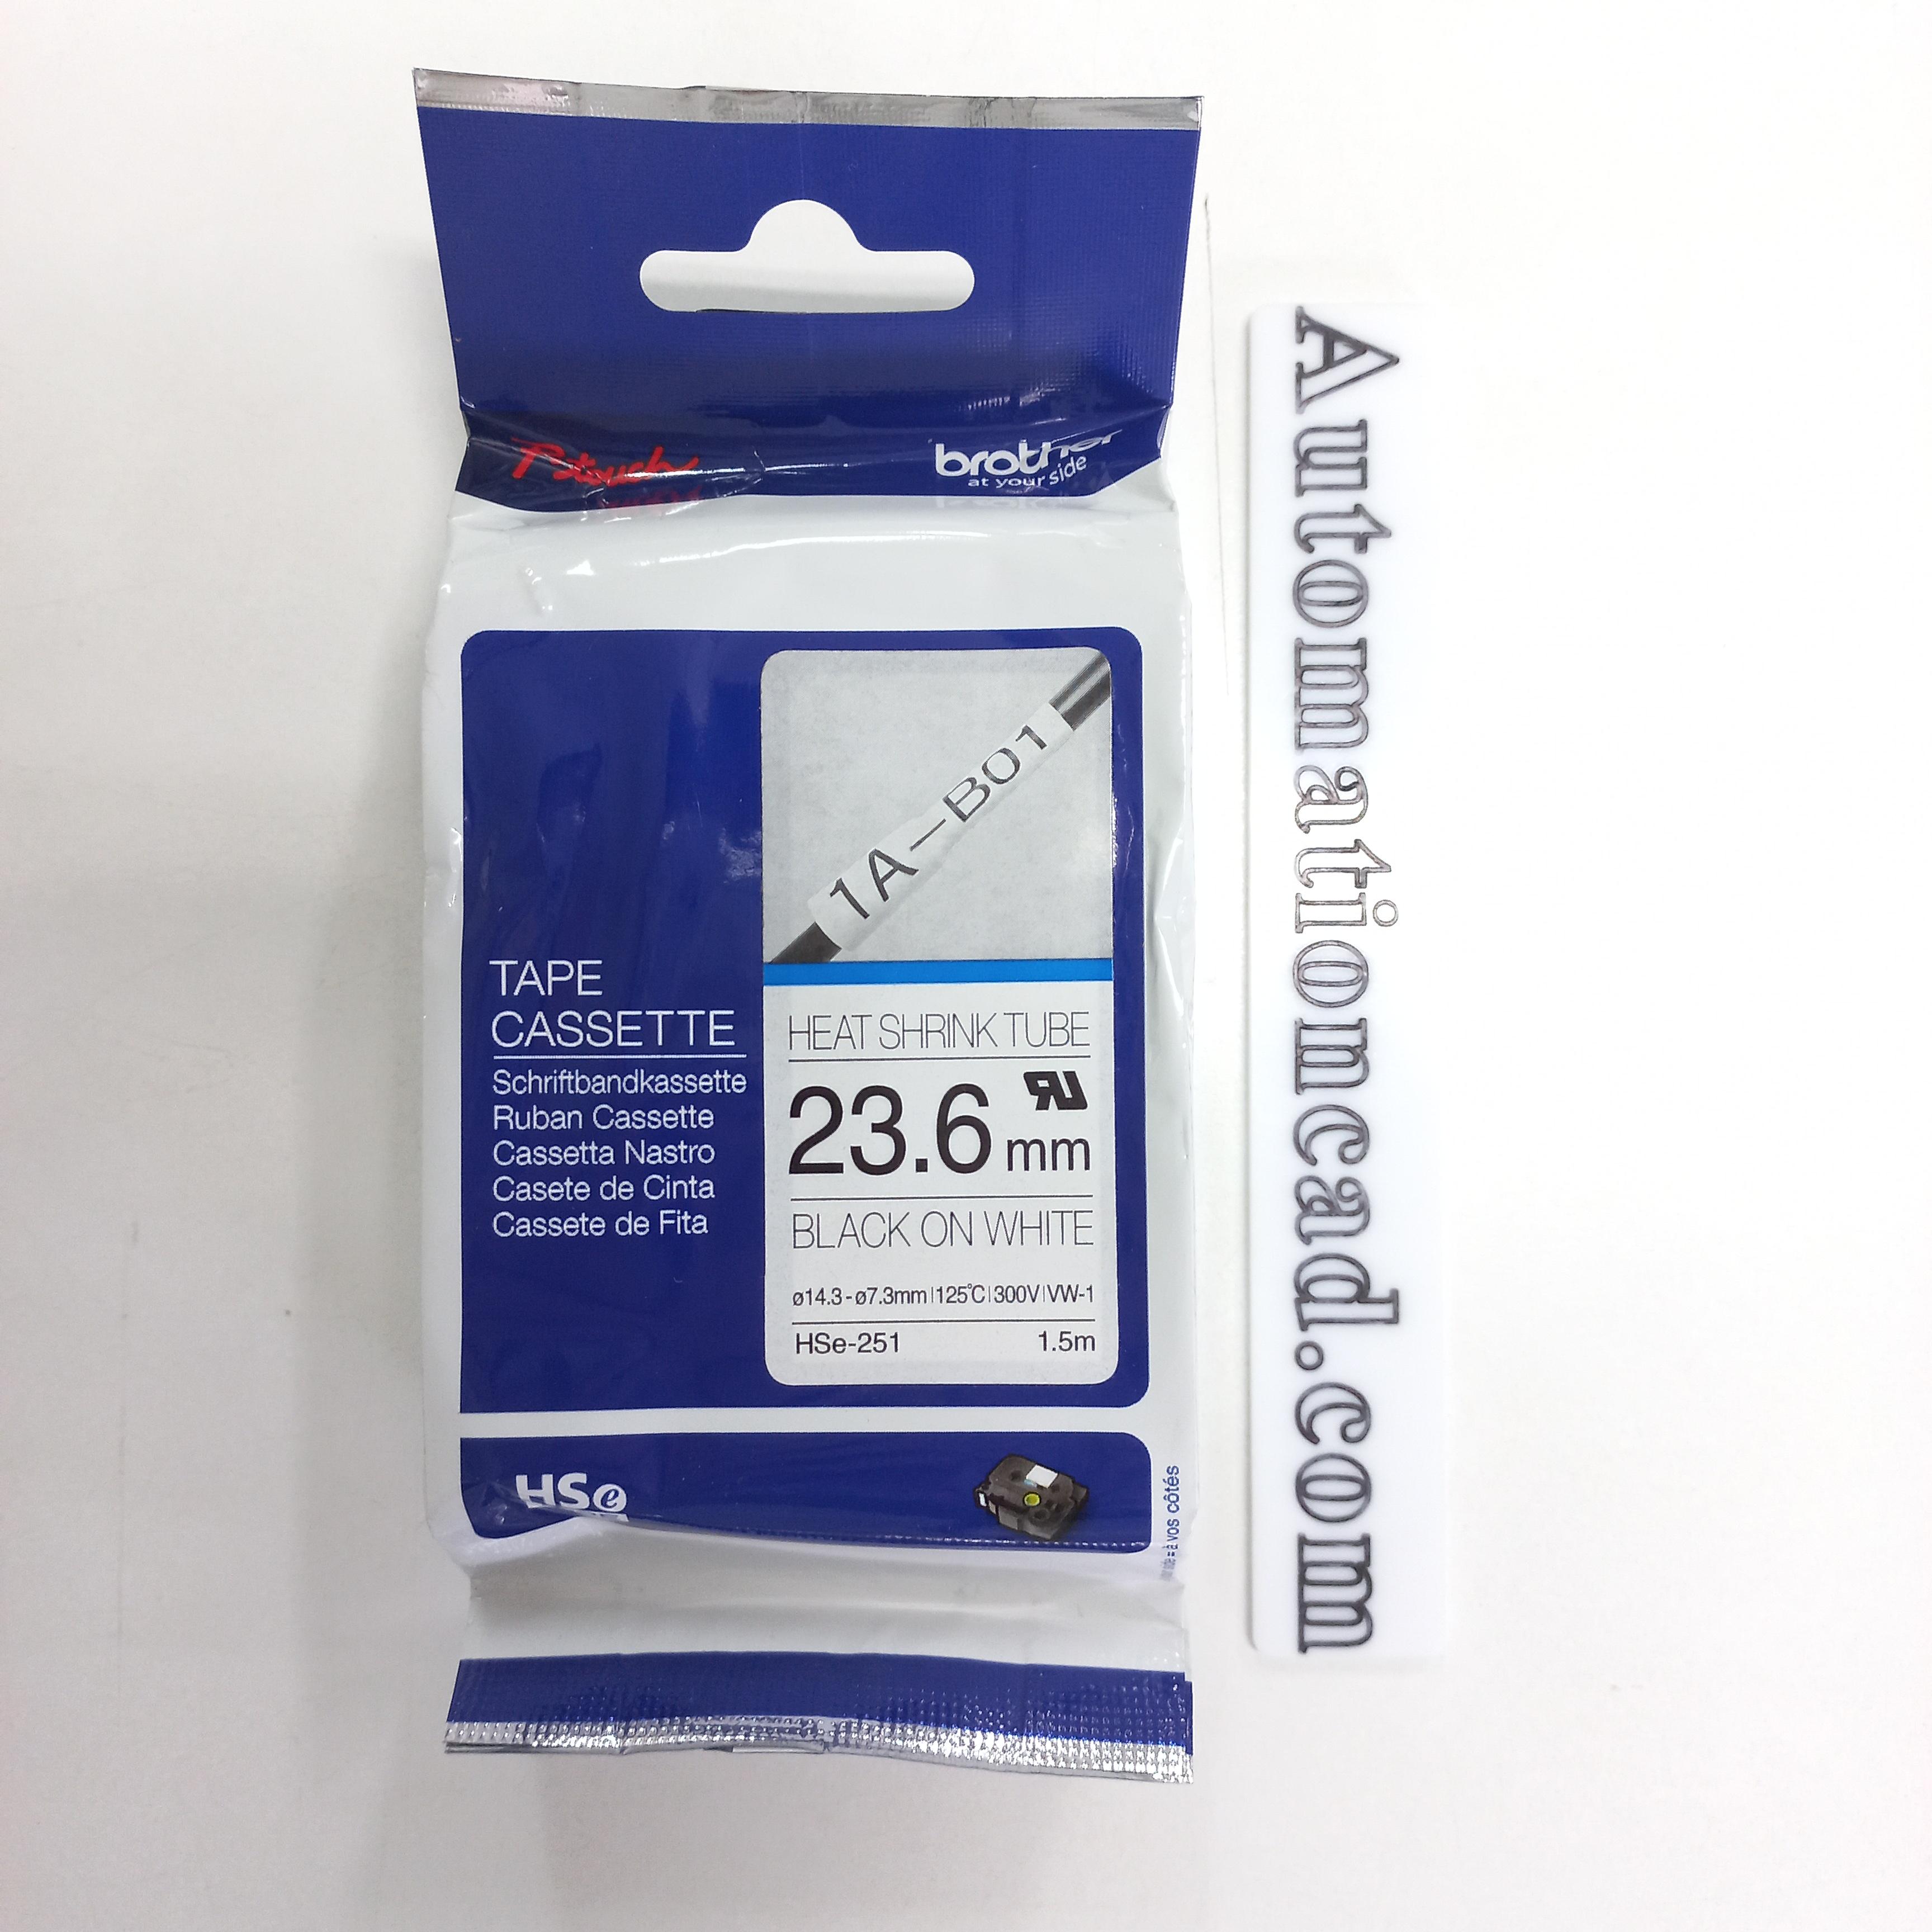 P-touch
brother
at your side
1A-B01
TAPE
CASSETTE
Schriftbandkassette
Ruban Cassette
Cassetta Nastro
Casete de Cinta
Cassete de Fita
HEAT SHRINK TUBE
23.6 mm
BLACK ON WHITE
ø14.3-ø7.3mm|125℃|300V|VW-1
HSe-251 1.5m
HSe
= à vos côtés
Automationcad.com